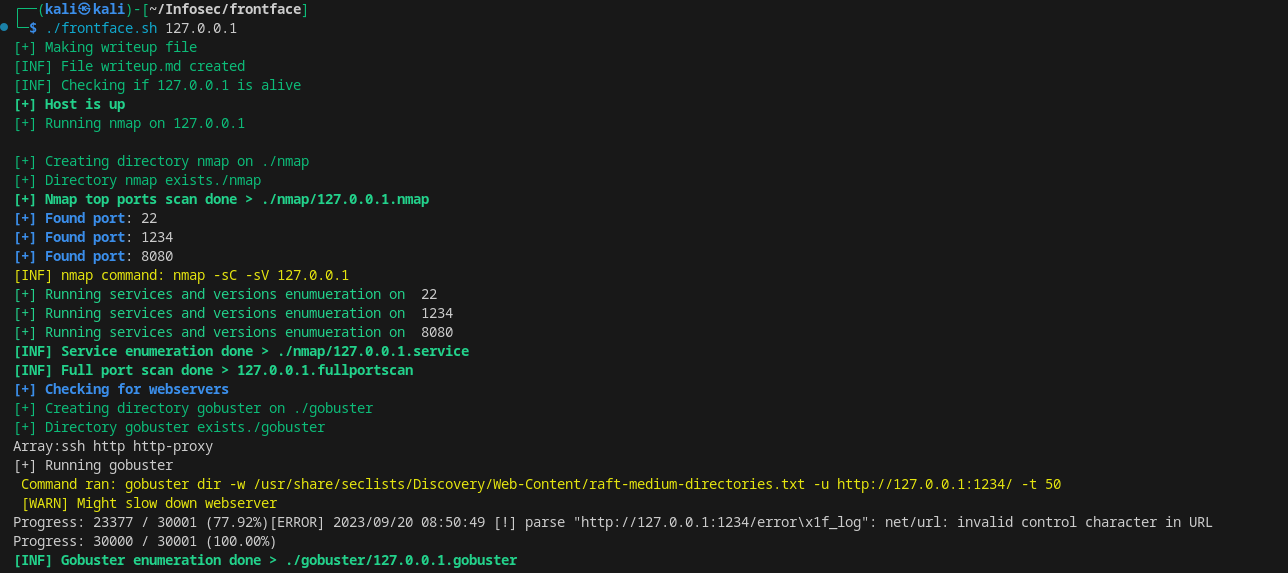 ┌──(kali㉿kali)-[~/Infosec/frontface]
└─$ ./frontface.sh 127.0.0.1
[+] Making writeup file
[INF] File writeup.md created
[INF] Checking if 127.0.0.1 is alive
[+] Host is up
[+] Running nmap on 127.0.0.1
[+] Creating directory nmap on ./nmap
[+] Directory nmap exists./nmap
[+] Nmap top ports scan done > ./nmap/127.0.0.1.nmap
[+] Found port: 22
[+] Found port: 1234
[+] Found port: 8080
[INF] nmap command: nmap -sC -sV 127.0.0.1
[+] Running services and versions enumueration on  22
[+] Running services and versions enumueration on  1234
[+] Running services and versions enumueration on  8080
[INF] Service enumeration done > ./nmap/127.0.0.1.service
[INF] Full port scan done > 127.0.0.1.fullportscan
[+] Checking for webservers
[+] Creating directory gobuster on ./gobuster
[+] Directory gobuster exists./gobuster
Array:ssh http http-proxy
[+] Running gobuster
Command ran: gobuster dir -w /usr/share/seclists/Discovery/Web-Content/raft-medium-directories.txt -u http://127.0.0.1:1234/ -t 50
[WARN] Might slow down webserver
Progress: 23377 / 30001 (77.92%)[ERROR] 2023/09/20 08:50:49 [!] parse "http://127.0.0.1:1234/error\x1f_log": net/url: invalid control character in URL
Progress: 30000 / 30001 (100.00%)
[INF] Gobuster enumeration done > ./gobuster/127.0.0.1.gobuster